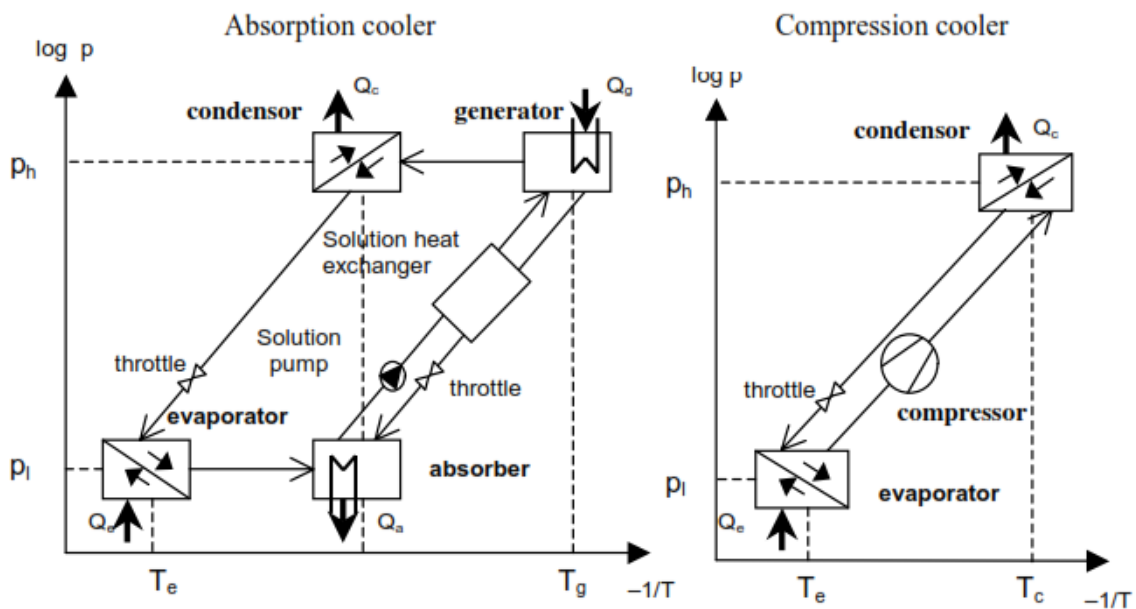 Absorption cooler
log p
Q_c
condensor
generator
Q_g
p_h
Solution heat
exchanger
Solution
pump
throttle
throttle
evaporator
p_l
absorber
Q_e
Q_a
T_e
T_g
–1/T
Compression cooler
log p
condensor
Q_c
p_h
throttle
compressor
p_l
evaporator
Q_e
T_e
T_c
–1/T